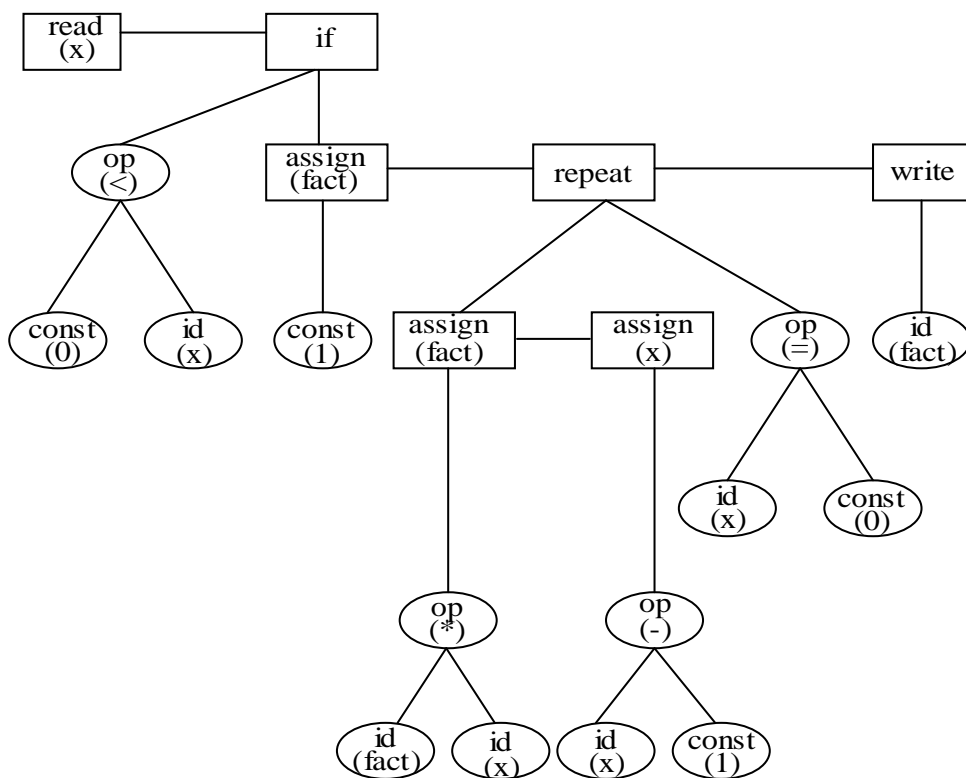 read
(x)
if
op
(<)
assign
(fact)
repeat
write
const
(0)
id
(x)
const
(1)
assign
(fact)
assign
(x)
op
(=)
id
(fact)
id
(x)
const
(0)
op
(*)
op
(-)
id
(fact)
id
(x)
id
(x)
const
(1)